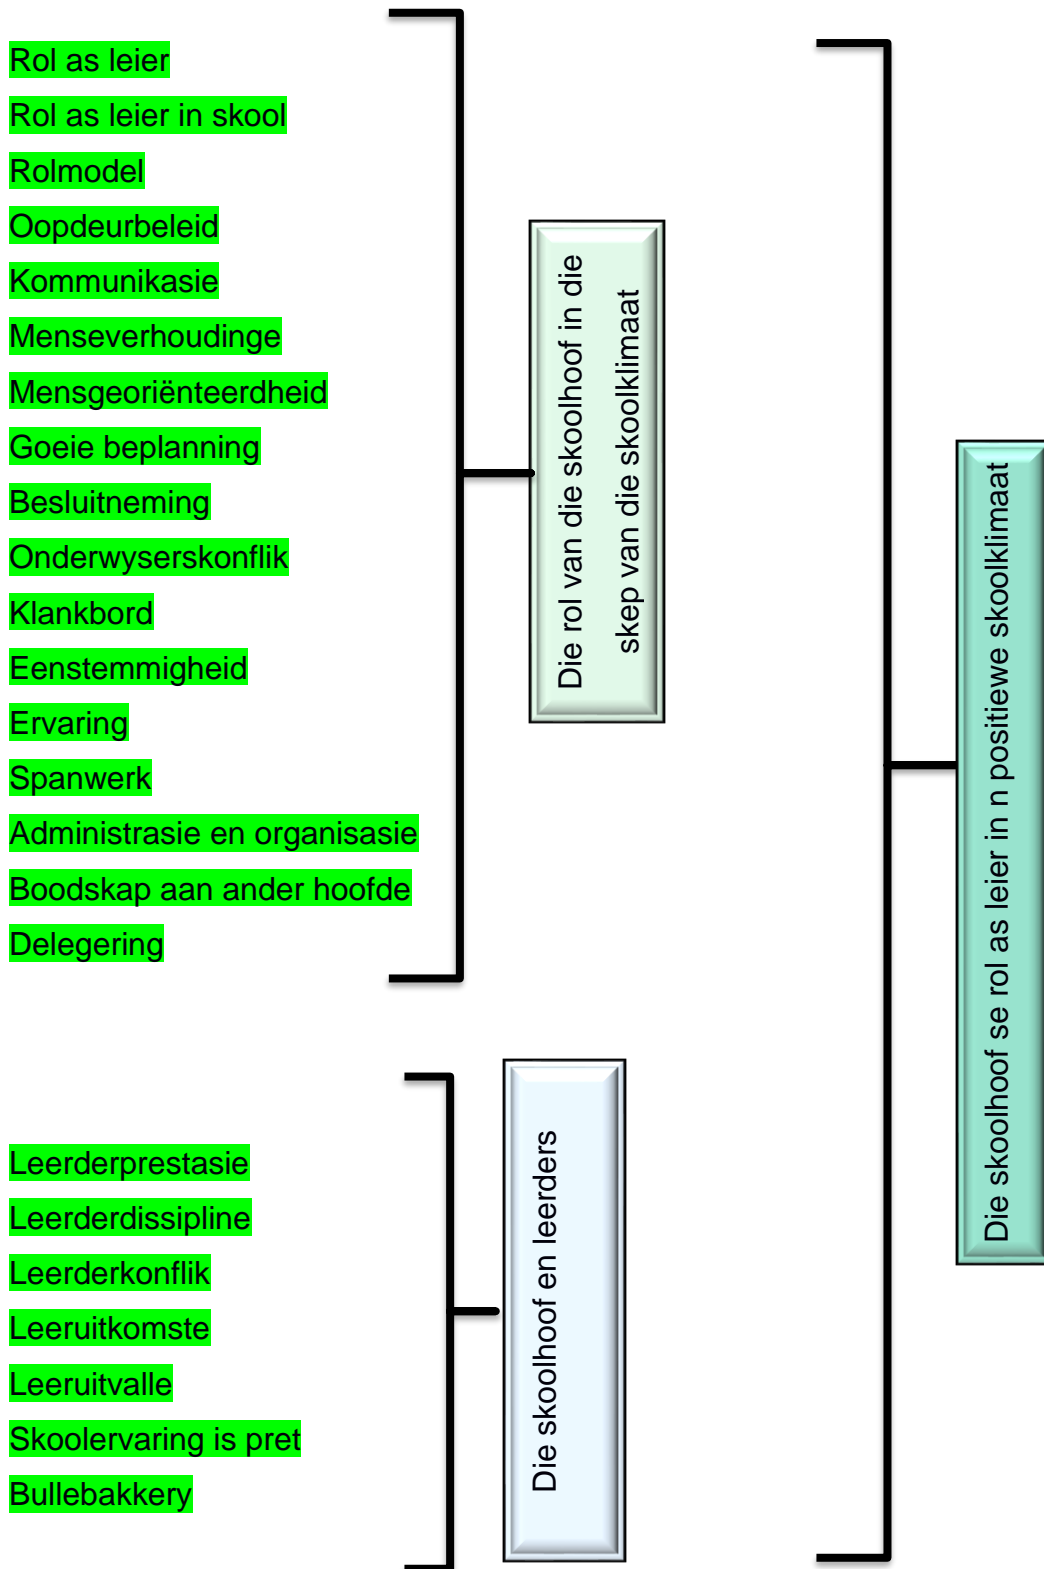 Rol as leier
Rol as leier in skool
Rolmodel
Oopdeurbeleid
Kommunikasie
Menseverhoudinge
Mensgeoriënteerdheid
Goeie beplanning
Besluitneming
Onderwyserskonflik
Klankbord
Eenstemmigheid
Ervaring
Spanwerk
Administrasie en organisasie
Boodskap aan ander hoofde
Delegering
Die rol van die skoolhoof in die
skep van die skoolklimaat
Leerderprestasie
Leerderdissipline
Leerderkonflik
Leeruitkomste
Leeruitvalle
Skoolervaring is pret
Bullebakkery
Die skoolhoof en leerders
Die skoolhoof se rol as leier in n positiewe skoolklimaat